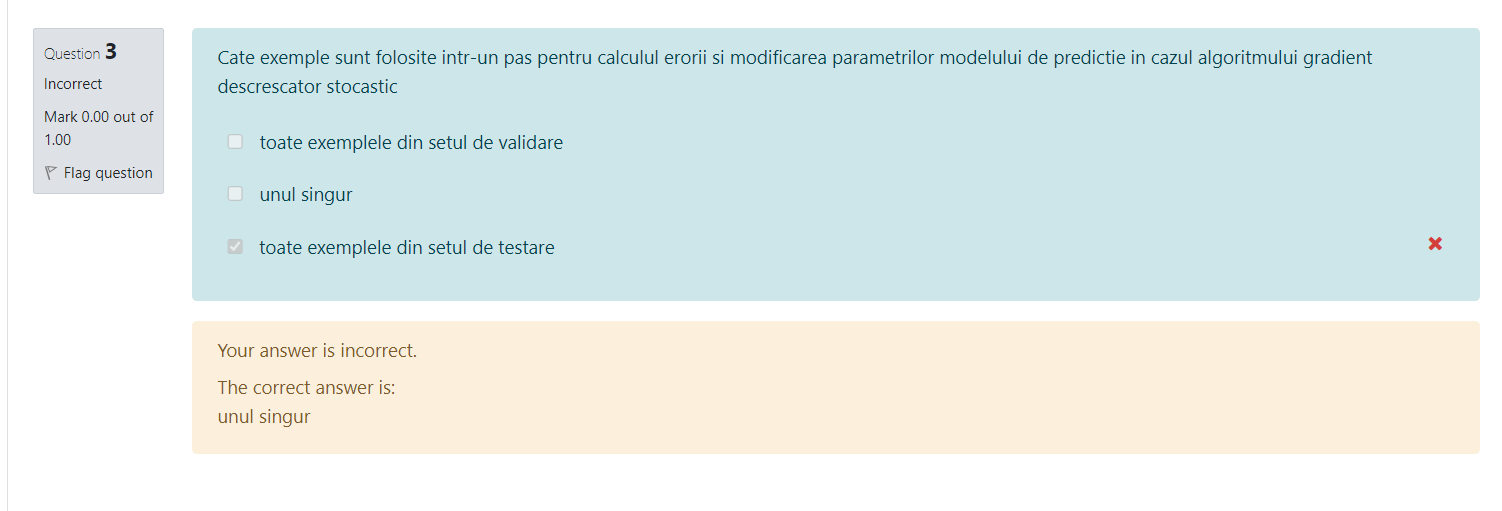 Question 3
Incorrect
Mark 0.00 out of
1.00
Flag question
Cate exemple sunt folosite intr-un pas pentru calculul erorii si modificarea parametrilor modelului de predictie in cazul algoritmului gradient
descrescator stocastic
toate exemplele din setul de validare
unul singur
toate exemplele din setul de testare
Your answer is incorrect.
The correct answer is:
unul singur